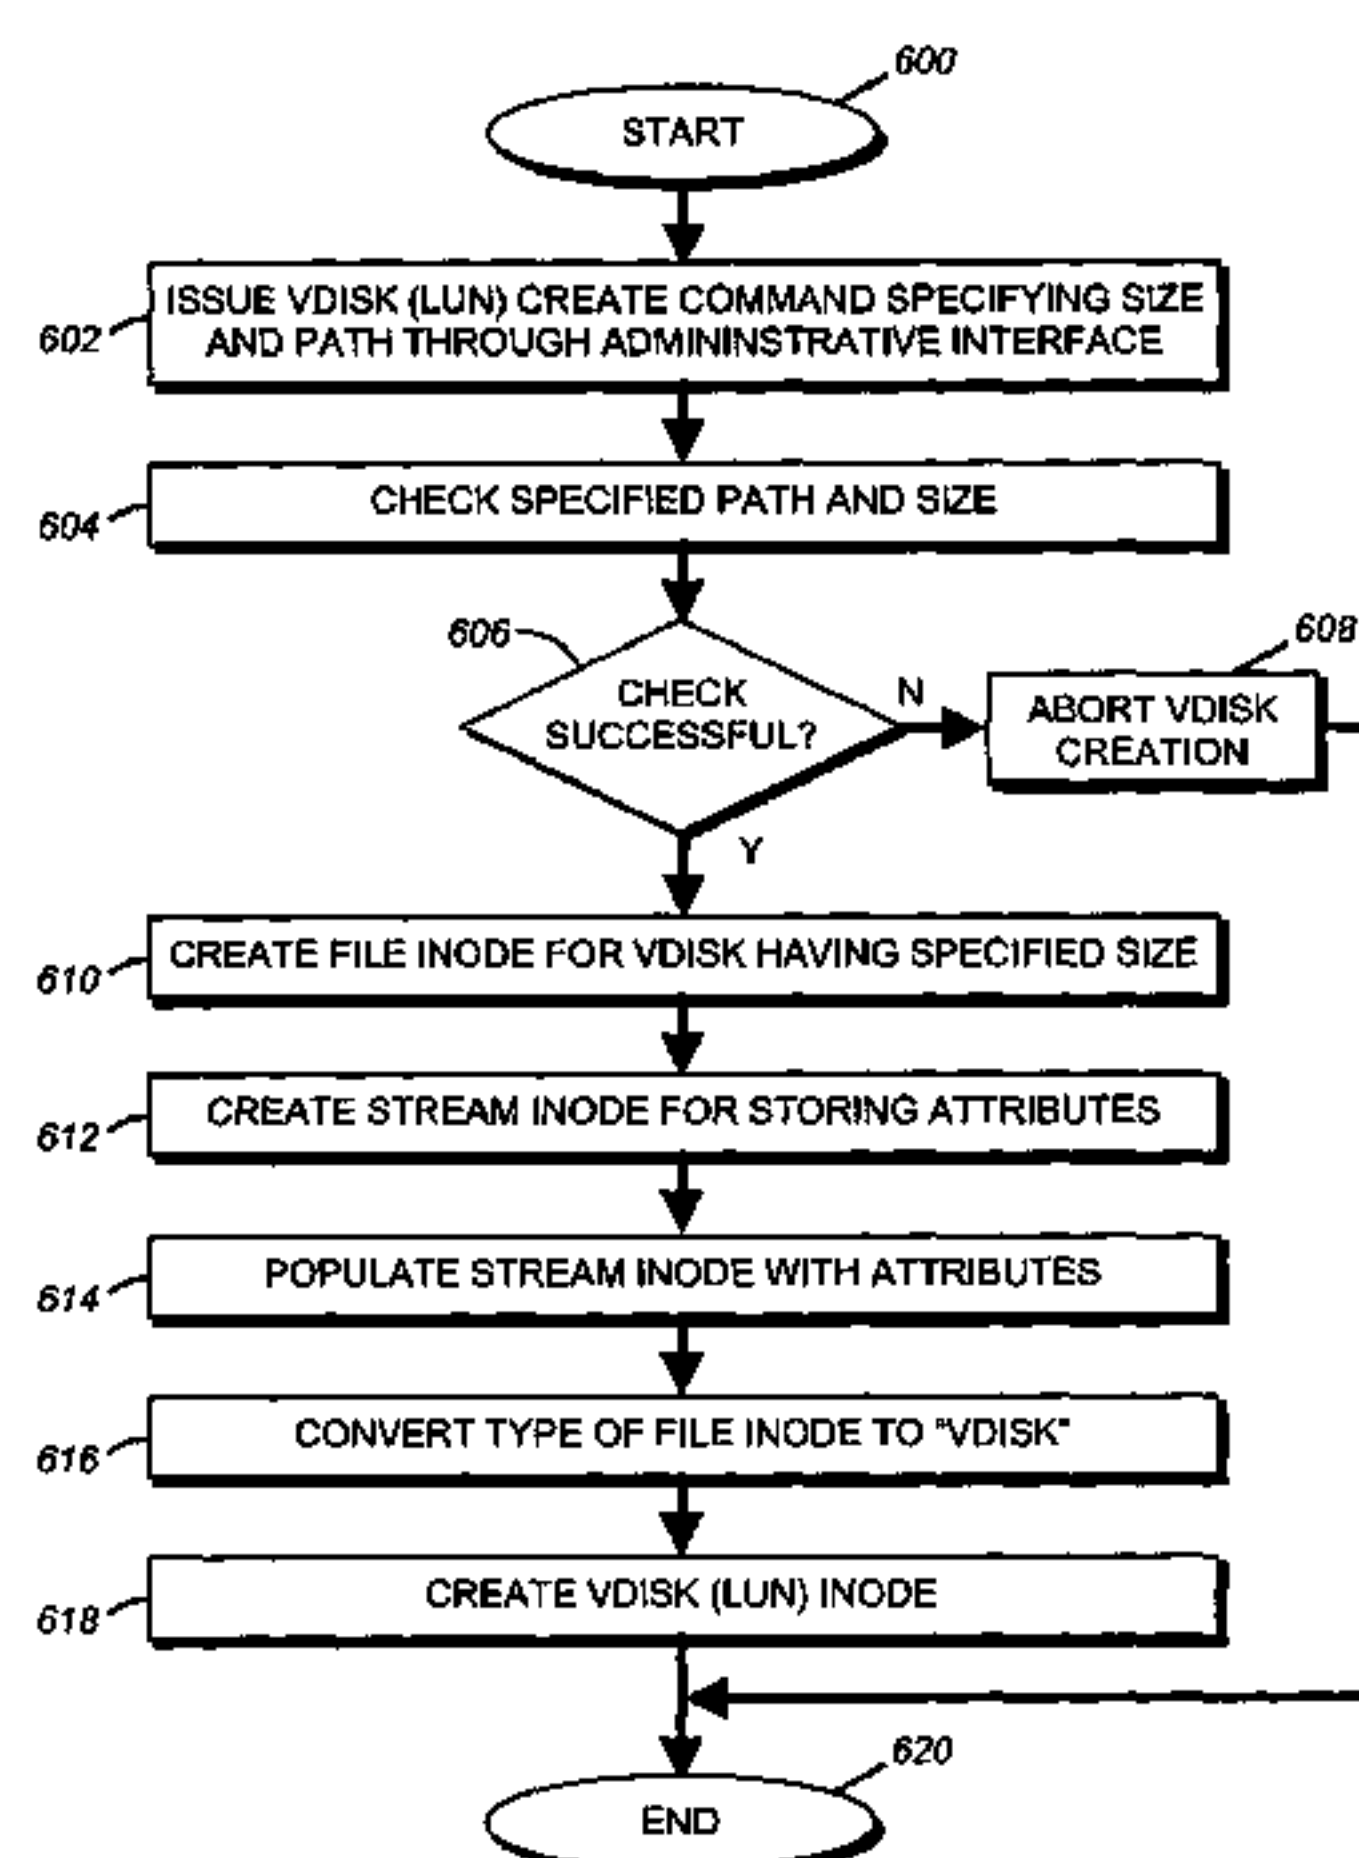 600
START
602
ISSUE VDISK (LUN) CREATE COMMAND SPECIFYING SIZE
AND PATH THROUGH ADMININSTRATIVE INTERFACE
604
CHECK SPECIFIED PATH AND SIZE
606
CHECK
SUCCESSFUL?
N
608
ABORT VDISK
CREATION
Y
610
CREATE FILE INODE FOR VDISK HAVING SPECIFIED SIZE
612
CREATE STREAM INODE FOR STORING ATTRIBUTES
614
POPULATE STREAM INODE WITH ATTRIBUTES
616
CONVERT TYPE OF FILE INODE TO "VDISK"
618
CREATE VDISK (LUN) INODE
620
END